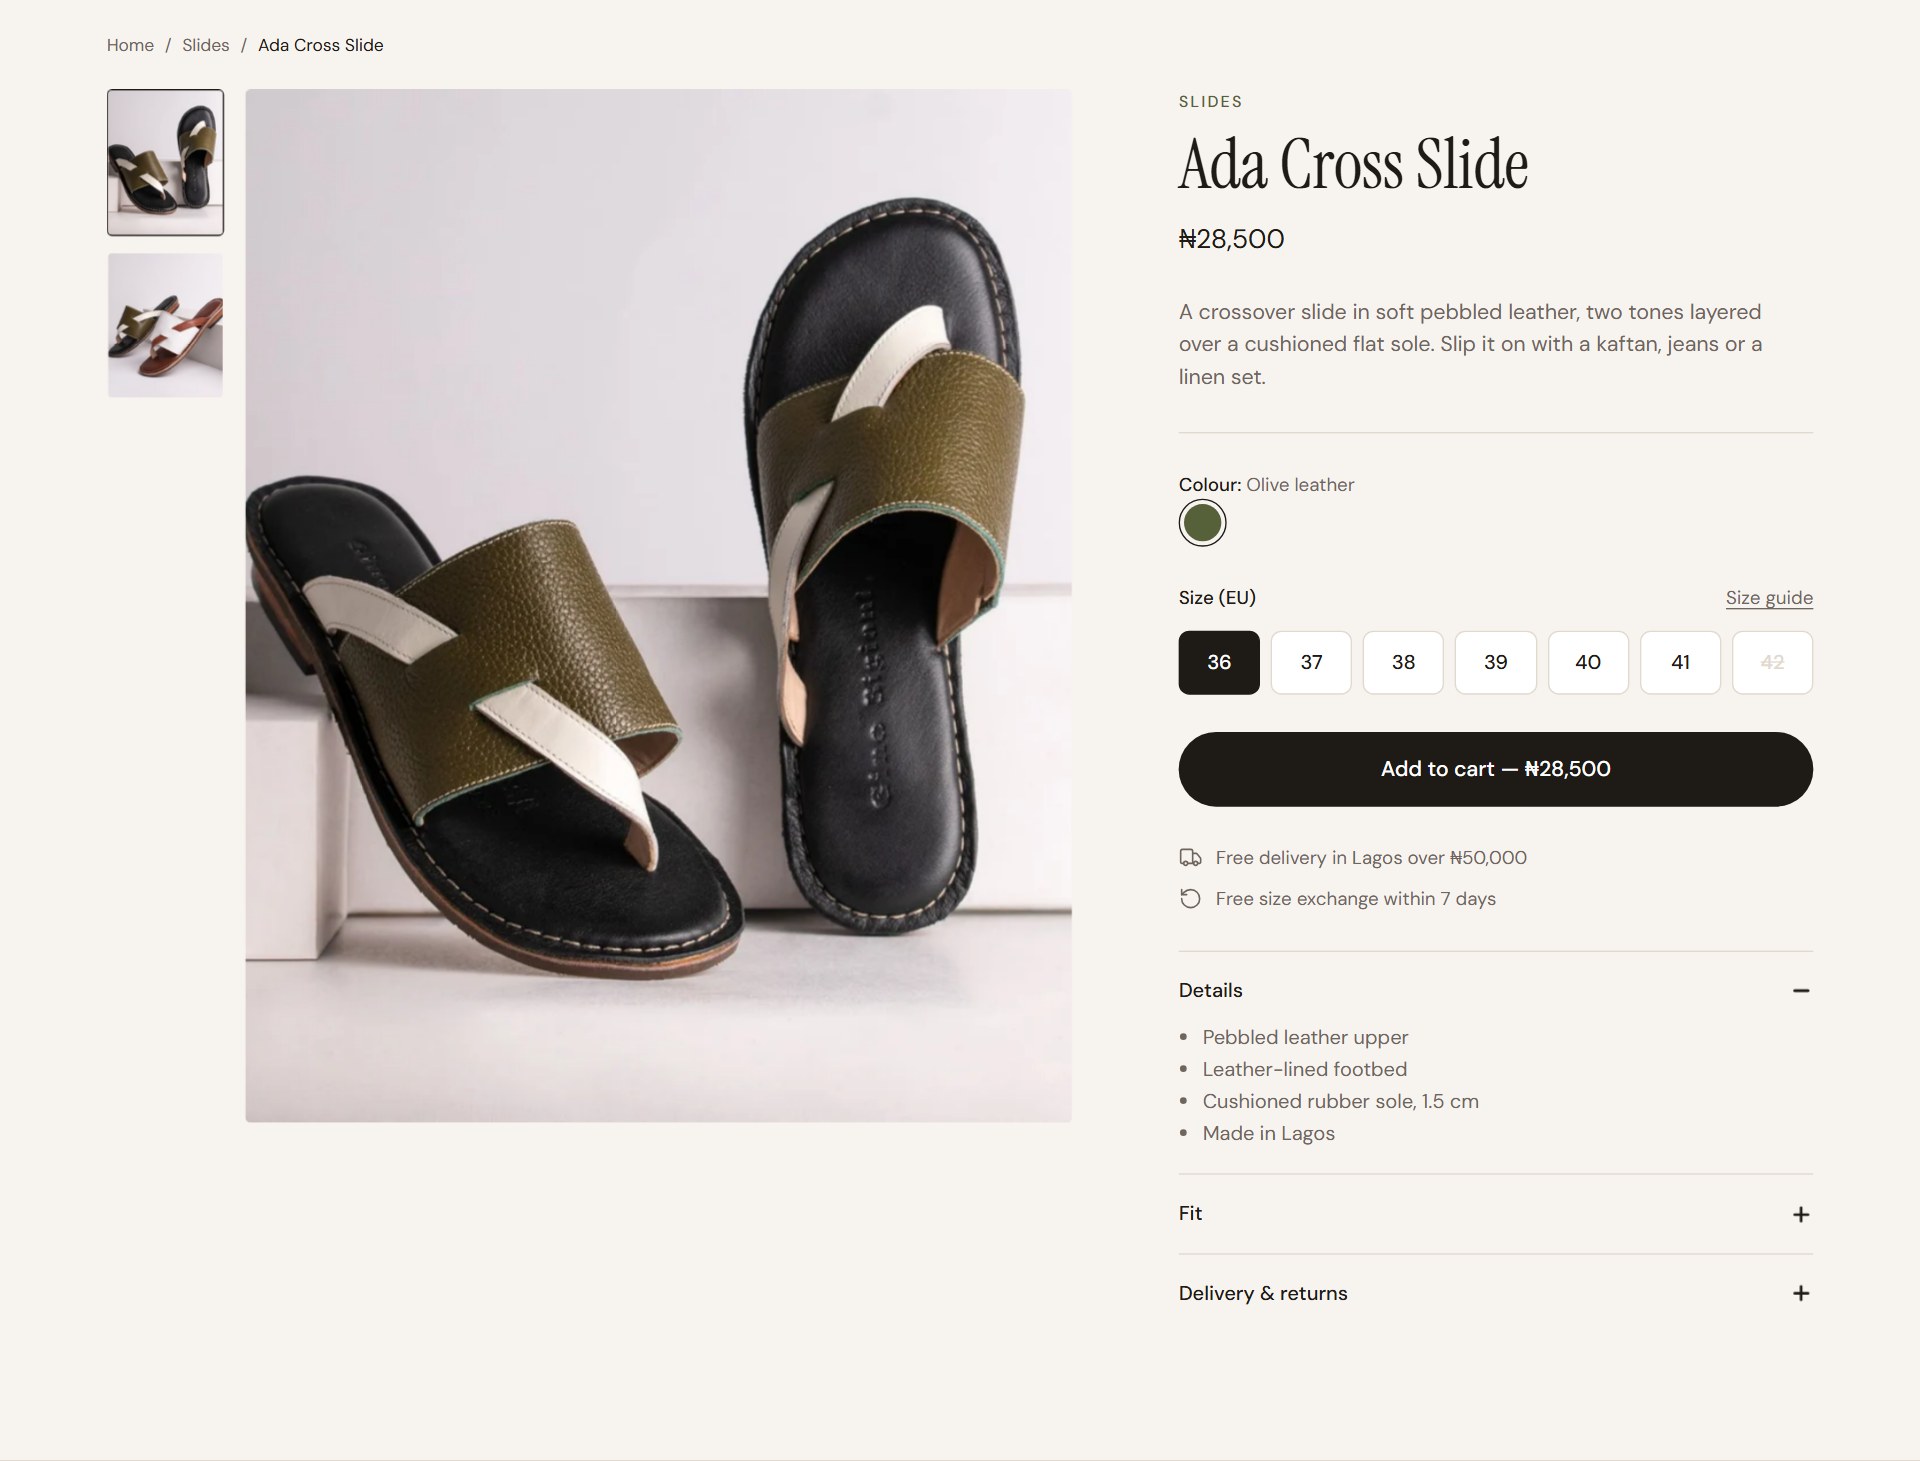 Home / Slides / Ada Cross Slide
SLIDES
Ada Cross Slide
₦28,500
A crossover slide in soft pebbled leather, two tones layered
over a cushioned flat sole. Slip it on with a kaftan, jeans or a
linen set.
Colour: Olive leather
Size (EU)
Size guide
36 37 38 39 40 41 42
Add to cart — ₦28,500
Free delivery in Lagos over ₦50,000
Free size exchange within 7 days
Details
• Pebbled leather upper
• Leather-lined footbed
• Cushioned rubber sole, 1.5 cm
• Made in Lagos
Fit
Delivery & returns